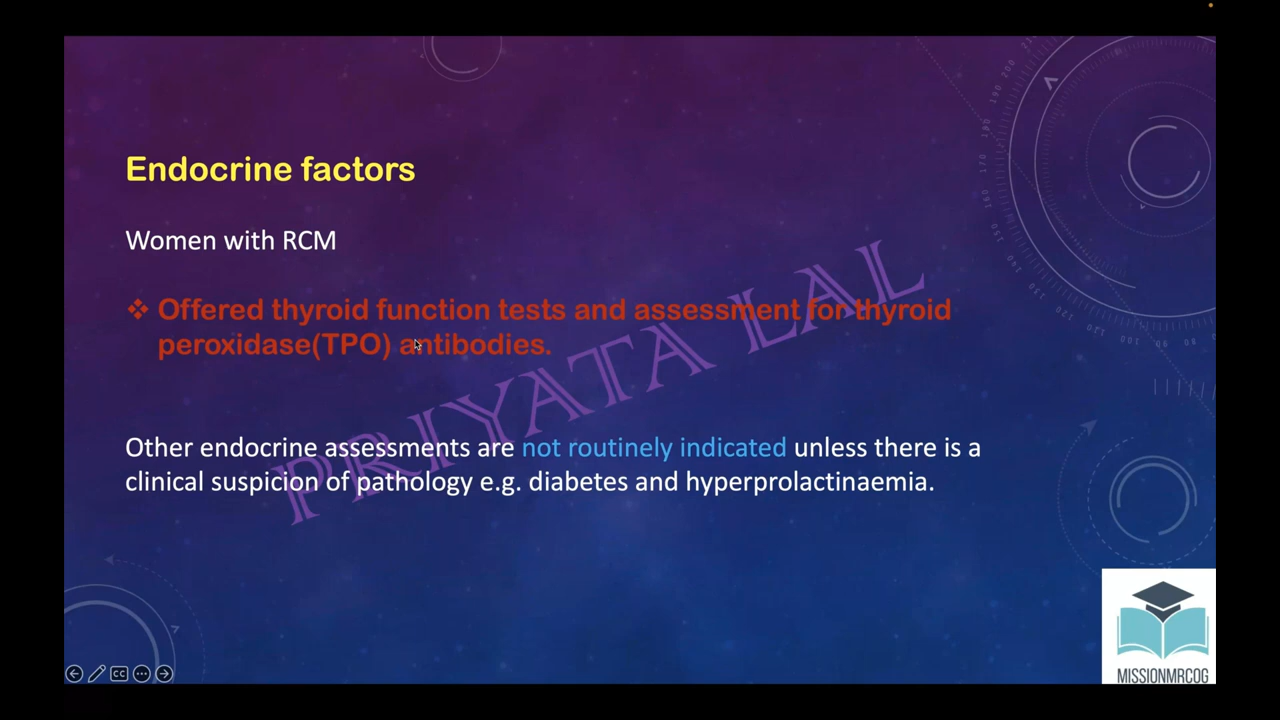 Endocrine factors
Women with RCM
❖ Offered thyroid function tests and assessment for thyroid
peroxidase(TPO) antibodies.
PRIYATA LAL
Other endocrine assessments are not routinely indicated unless there is a
clinical suspicion of pathology e.g. diabetes and hyperprolactinaemia.
CC
MISSIONMRCOG